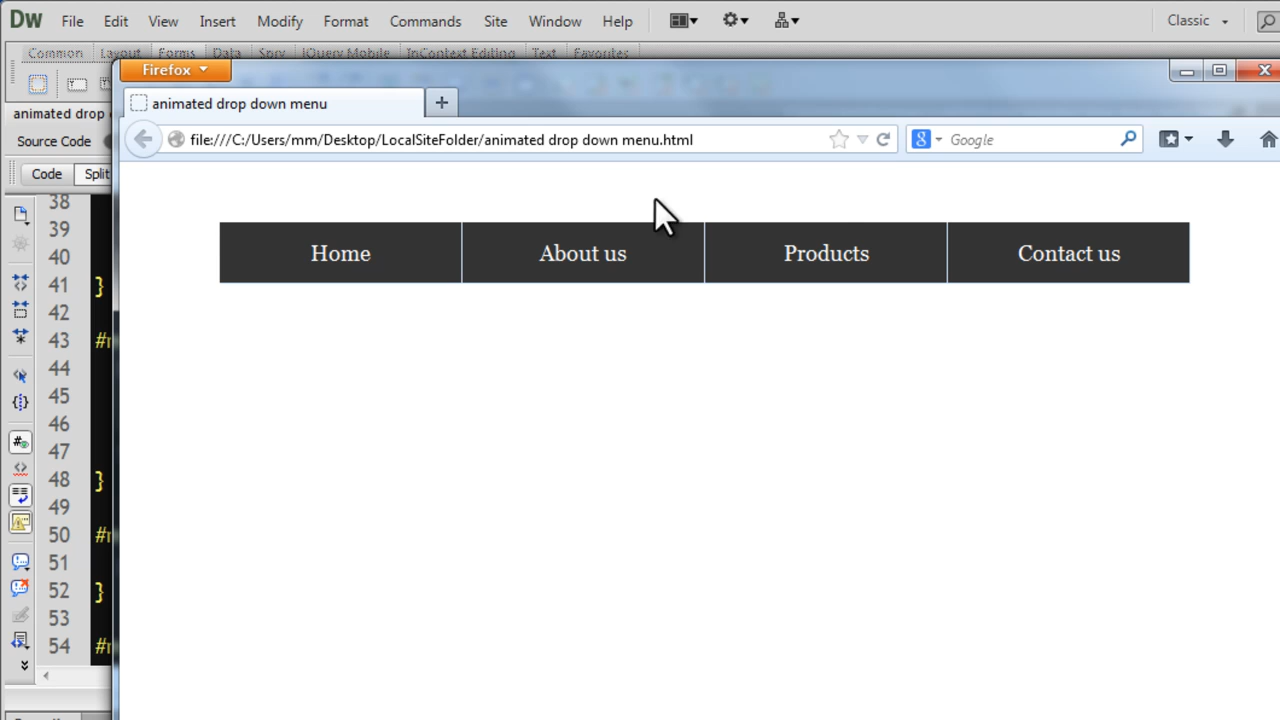 Dw File Edit View Insert Modify Format Commands Site Window Help Classic
Common Layout Forms Data Spry jQuery Mobile InContext Editing Text Favorites
Firefox
animated drop down menu
animated drop
file:///C:/Users/mm/Desktop/LocalSiteFolder/animated drop down menu.html
Google
Source Code
Code Split
Home About us Products Contact us
38
39
40
41 }
42
43 #
44
45
46
47
48 }
49
50 #
51
52 }
53
54 #